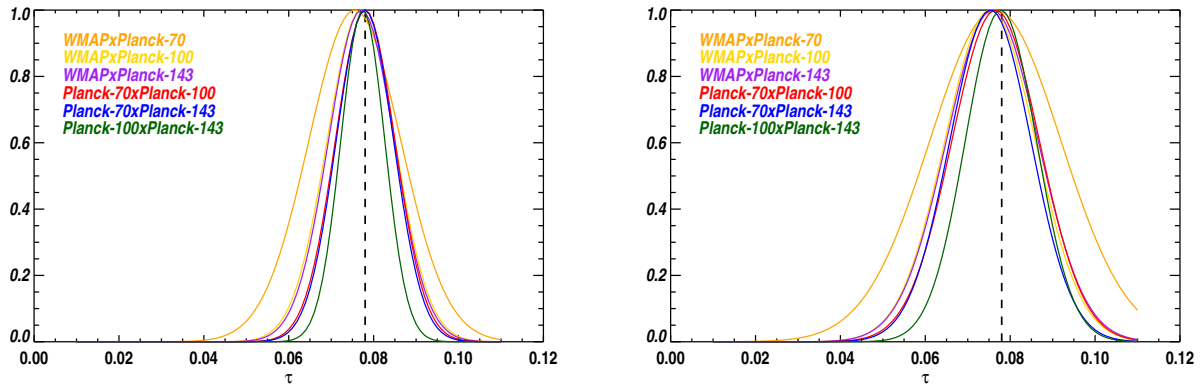 1.0
0.8
0.6
0.4
0.2
0.0
WMAPxPlanck-70
WMAPxPlanck-100
WMAPxPlanck-143
Planck-70xPlanck-100
Planck-70xPlanck-143
Planck-100xPlanck-143
0.00 0.02 0.04 0.06 0.08 0.10 0.12
τ
1.0
0.8
0.6
0.4
0.2
0.0
WMAPxPlanck-70
WMAPxPlanck-100
WMAPxPlanck-143
Planck-70xPlanck-100
Planck-70xPlanck-143
Planck-100xPlanck-143
0.00 0.02 0.04 0.06 0.08 0.10 0.12
τ